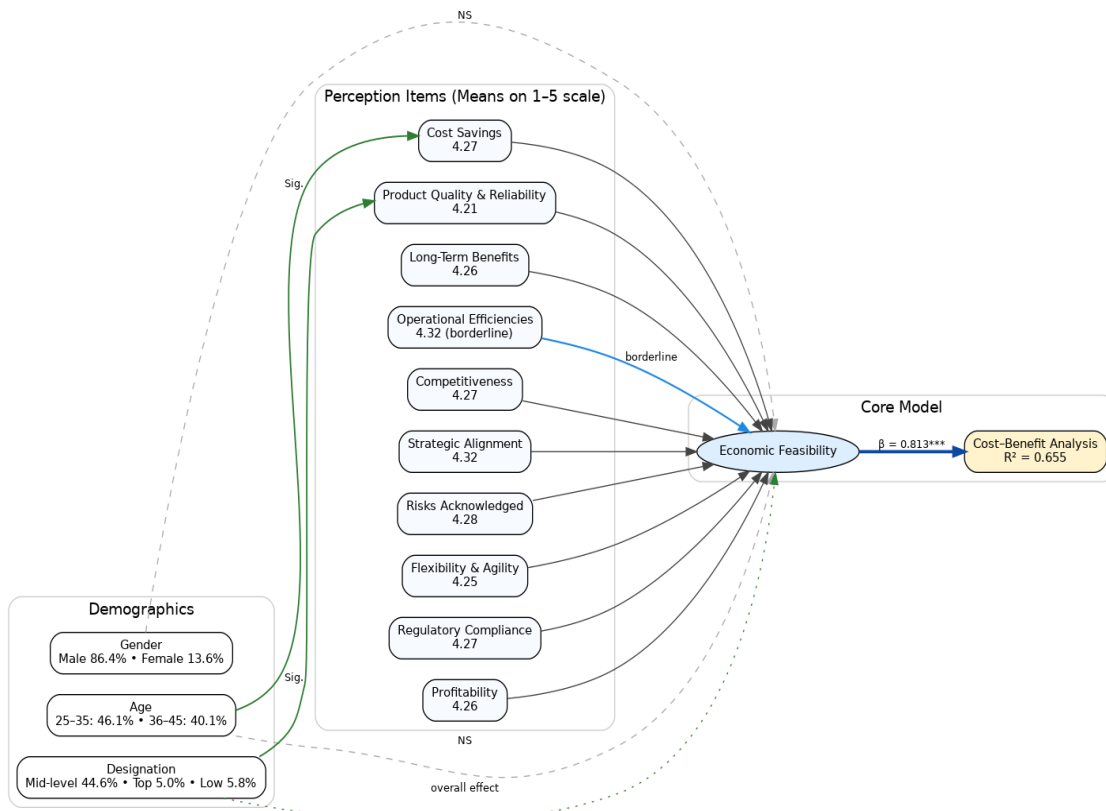 NS
Perception Items (Means on 1–5 scale)
Cost Savings
4.27
Sig.
Product Quality & Reliability
4.21
Long-Term Benefits
4.26
Operational Efficiencies
4.32 (borderline)
borderline
Competitiveness
4.27
Core Model
Strategic Alignment
4.32
Economic Feasibility
β = 0.813***
Cost–Benefit Analysis
R² = 0.655
Risks Acknowledged
4.28
Flexibility & Agility
4.25
Regulatory Compliance
4.27
Profitability
4.26
Demographics
Gender
Male 86.4% • Female 13.6%
Sig.
Age
25–35: 46.1% • 36–45: 40.1%
NS
Designation
Mid-level 44.6% • Top 5.0% • Low 5.8%
overall effect